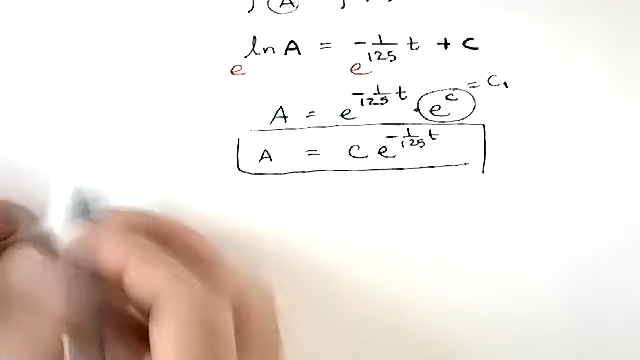 ln A = -1/125 t + c
e e
A = e^(-1/125 t) · e^c = C₁
A = C e^(-1/125 t)